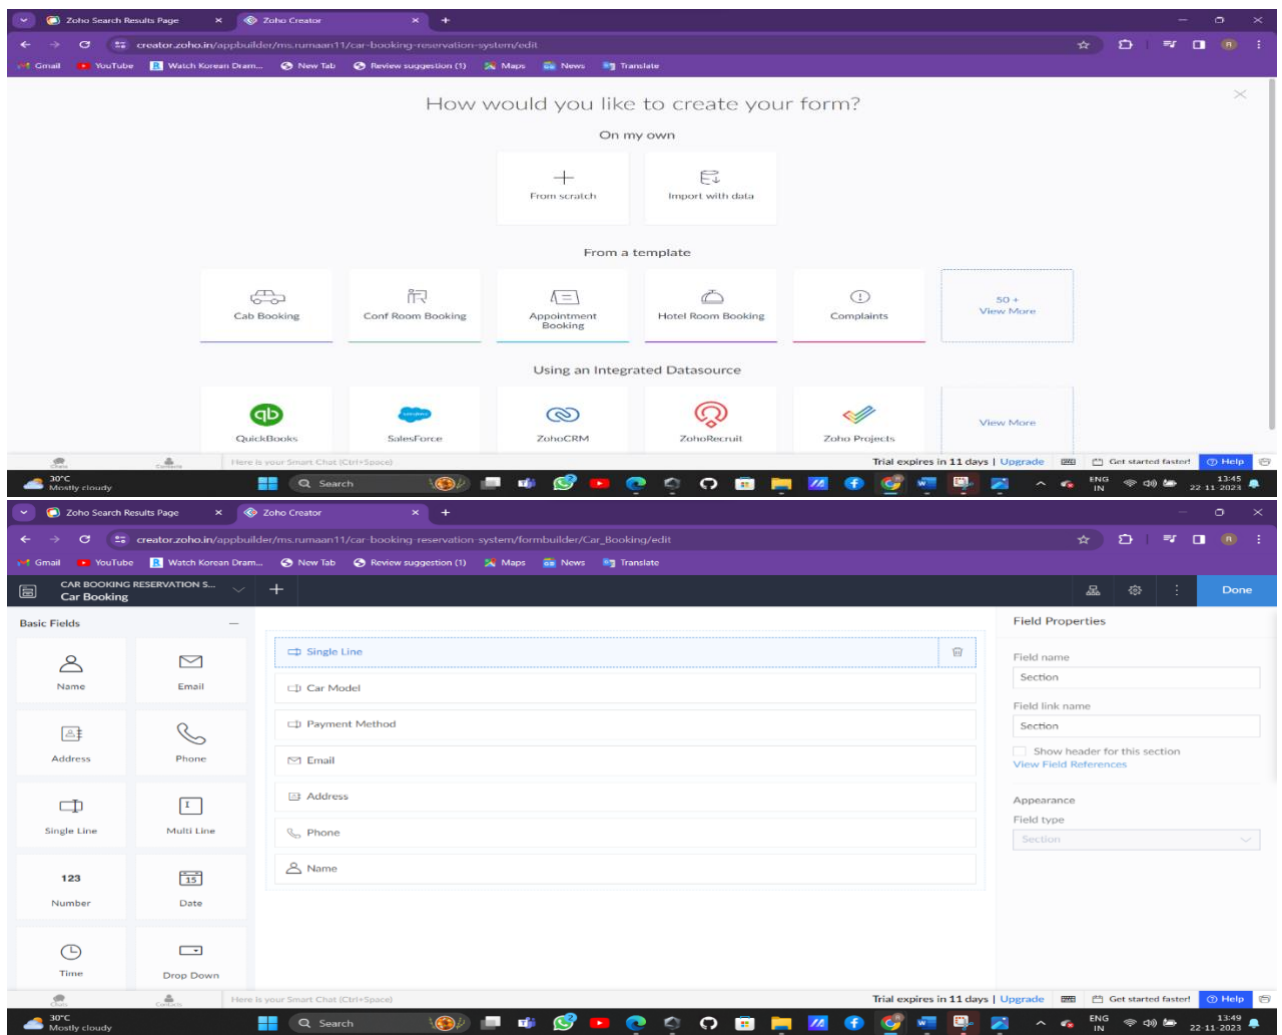 Zoho Search Results Page
Zoho Creator
creator.zoho.in/appbuilder/ms.rumaan11/car-booking-reservation-system/edit
Gmail YouTube Watch Korean Dram... New Tab Review suggestion (1) Maps News Translate
How would you like to create your form?
On my own
From scratch Import with data
From a template
Cab Booking Conf Room Booking Appointment Booking Hotel Room Booking Complaints 50 + View More
Using an Integrated Datasource
QuickBooks SalesForce ZohoCRM ZohoRecruit Zoho Projects View More
Chats Contacts Here is your Smart Chat (Ctrl+Space) Trial expires in 11 days | Upgrade Get started faster! Help
30°C Search ENG 13:45
Mostly cloudy IN 22-11-2023
Zoho Search Results Page
Zoho Creator
creator.zoho.in/appbuilder/ms.rumaan11/car-booking-reservation-system/formbuilder/Car_Booking/edit
Gmail YouTube Watch Korean Dram... New Tab Review suggestion (1) Maps News Translate
CAR BOOKING RESERVATION S...
Car Booking
Done
Basic Fields
Name Email
Address Phone
Single Line Multi Line
123 15
Number Date
Time Drop Down
Single Line
Car Model
Payment Method
Email
Address
Phone
Name
Field Properties
Field name
Section
Field link name
Section
Show header for this section
View Field References
Appearance
Field type
Section
Chats Contacts Here is your Smart Chat (Ctrl+Space) Trial expires in 11 days | Upgrade Get started faster! Help
30°C Search ENG 13:49
Mostly cloudy IN 22-11-2023